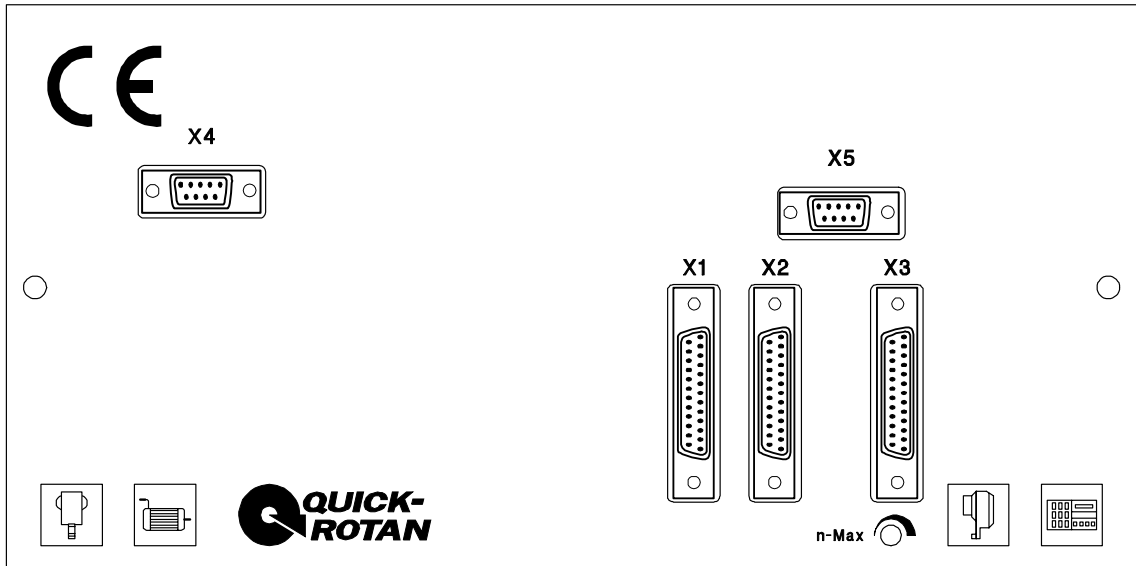 CE
X4
X5
X1 X2 X3
n-Max
QUICK-
ROTAN